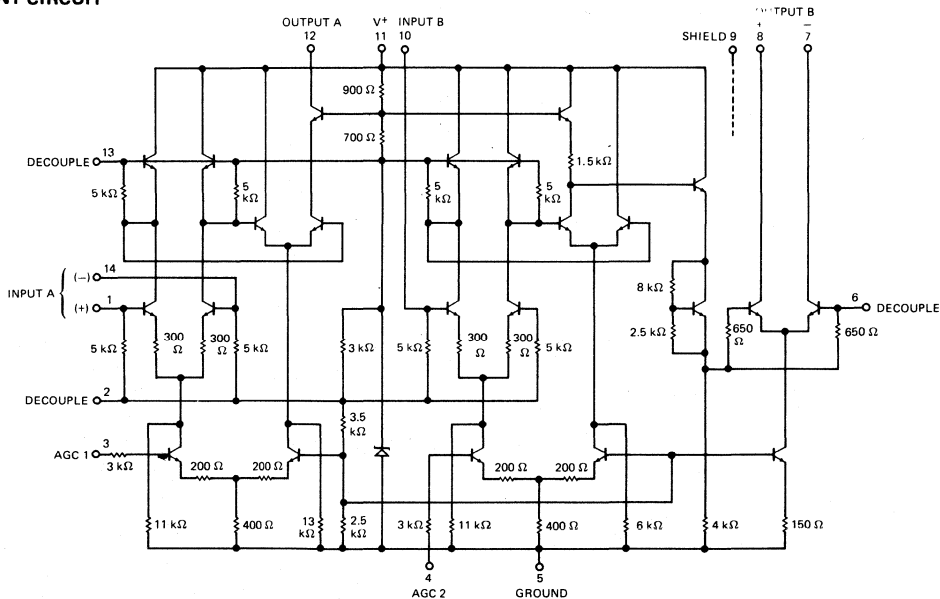 NT CIRCUIT
OUTPUT A
12
V+
11
INPUT B
10
SHIELD 9
OUTPUT B
+
8
−
7
900 Ω
700 Ω
13
DECOUPLE
5 kΩ
5
kΩ
5
kΩ
5
kΩ
1.5 kΩ
14
(−)
INPUT A
1
(+)
8 kΩ
2.5 kΩ
650
Ω
6
DECOUPLE
650 Ω
5 kΩ
300
Ω
300
Ω
5 kΩ
3 kΩ
5 kΩ
300
Ω
300
Ω
5 kΩ
DECOUPLE
2
3.5
kΩ
3
AGC 1
3 kΩ
200 Ω
200 Ω
200 Ω
200 Ω
11 kΩ
400 Ω
13
kΩ
2.5
kΩ
3 kΩ
11 kΩ
400 Ω
6 kΩ
4 kΩ
150 Ω
4
AGC 2
5
GROUND